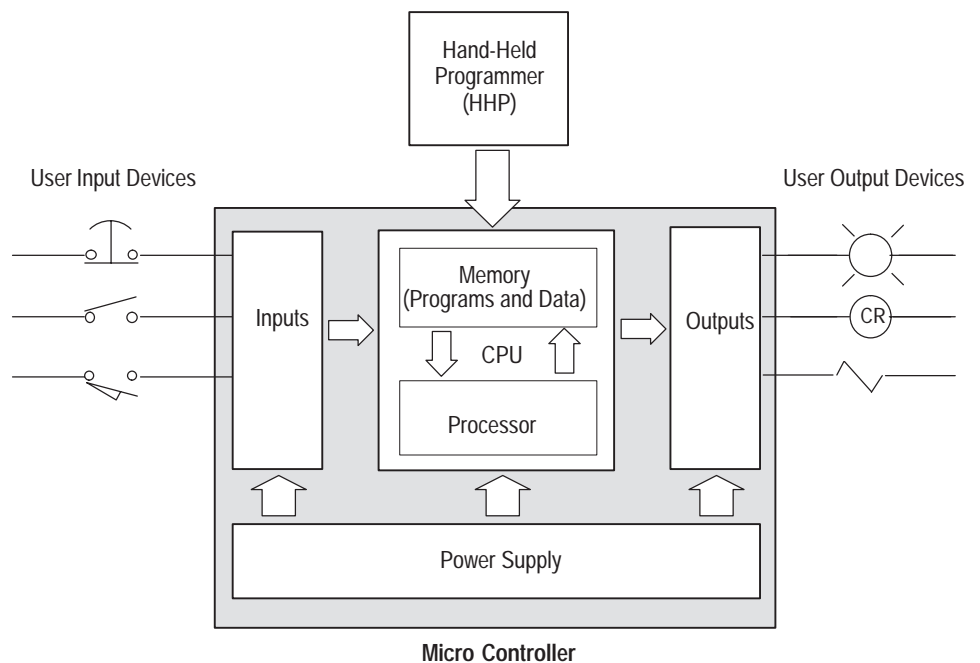 Hand-Held
Programmer
(HHP)
User Input Devices
User Output Devices
Memory
(Programs and Data)
Inputs
Outputs
CR
CPU
Processor
Power Supply
Micro Controller